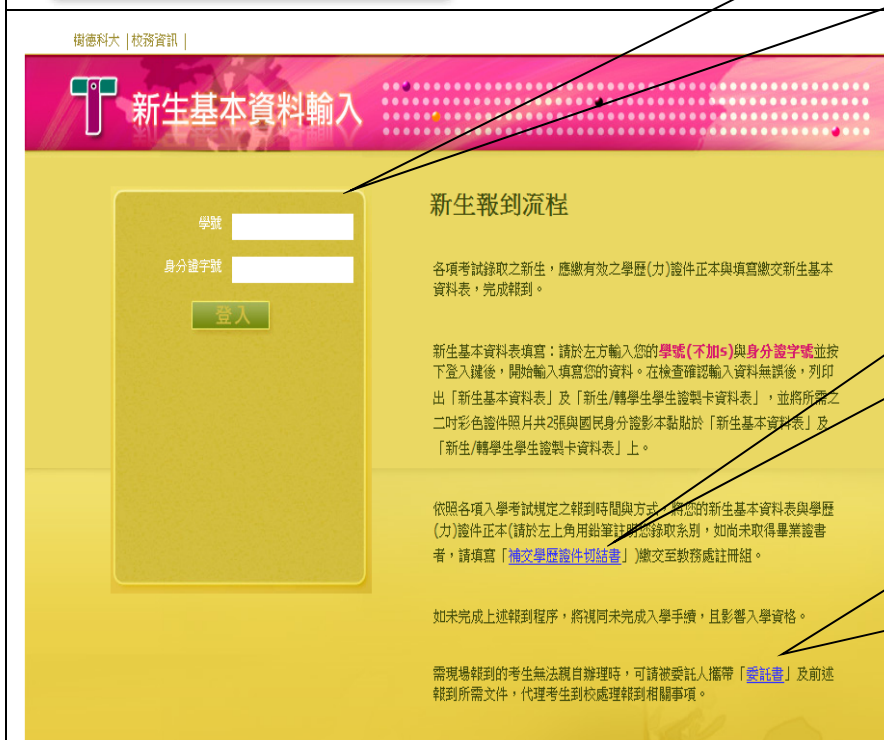 樹德科大 | 校務資訊 |
新生基本資料輸入
學號
身分證字號
登入
新生報到流程
各項考試錄取之新生，應繳有效之學歷(力)證件正本與填寫繳交新生基本
資料表，完成報到。
新生基本資料表填寫：請於左方輸入您的學號(不加s)與身分證字號並按
下登入鍵後，開始輸入填寫您的資料。在檢查確認輸入資料無誤後，列印
出「新生基本資料表」及「新生/轉學生學生證製卡資料表」，並將所需之
二吋彩色證件照片共2張與國民身分證影本黏貼於「新生基本資料表」及
「新生/轉學生學生證製卡資料表」上。
依照各項入學考試規定之報到時間與方式，將您的新生基本資料表與學歷
(力)證件正本(請於左上角用鉛筆註明您錄取系別，如尚未取得畢業證書
者，請填寫「補交學歷證件切結書」)繳交至教務處註冊組。
如未完成上述報到程序，將視同未完成入學手續，且影響入學資格。
需現場報到的考生無法親自辦理時，可請被委託人攜帶「委託書」及前述
報到所需文件，代理考生到校處理報到相關事項。